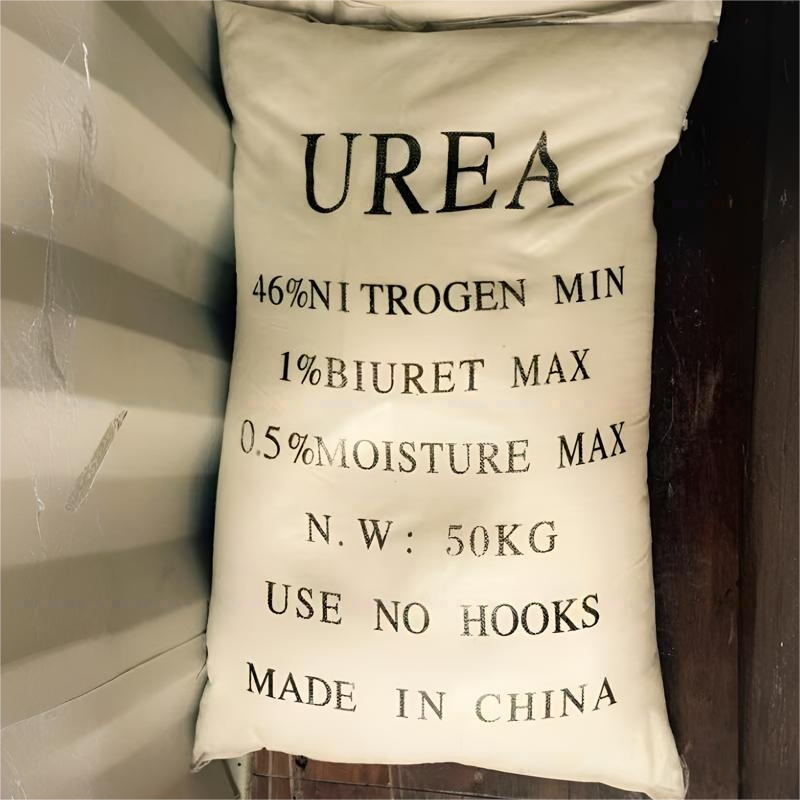 UREA
46%NITROGEN MIN
1%BIURET MAX
0.5%MOISTURE MAX
N.W: 50KG
USE NO HOOKS
MADE IN CHINA